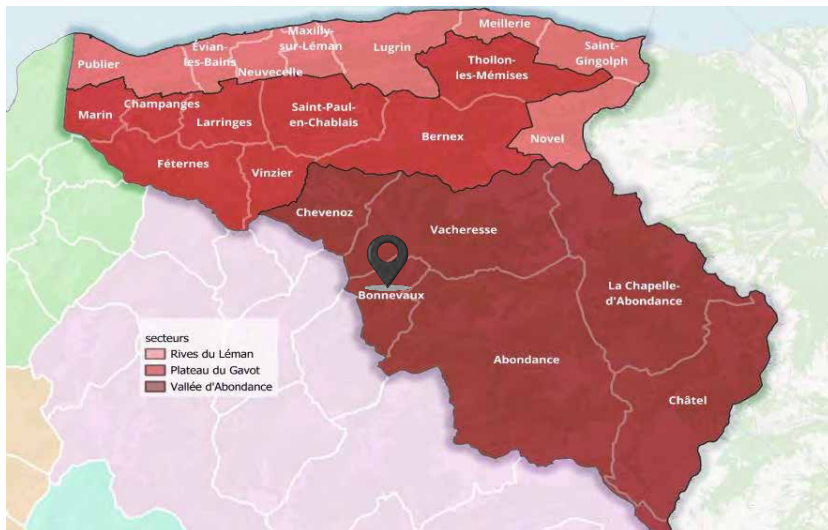 Publier
Évian-
les-Bains
Neuvecelle
Maxilly-
sur-Léman
Lugrin
Meillerie
Saint-
Gingolph
Thollon-
les-Mémises
Marin
Champanges
Larringes
Saint-Paul-
en-Chablais
Bernex
Novel
Féternes
Vinzier
Chevenoz
Vacheresse
Bonnevaux
La Chapelle-
d'Abondance
Abondance
Châtel
secteurs
Rives du Léman
Plateau du Gavot
Vallée d'Abondance